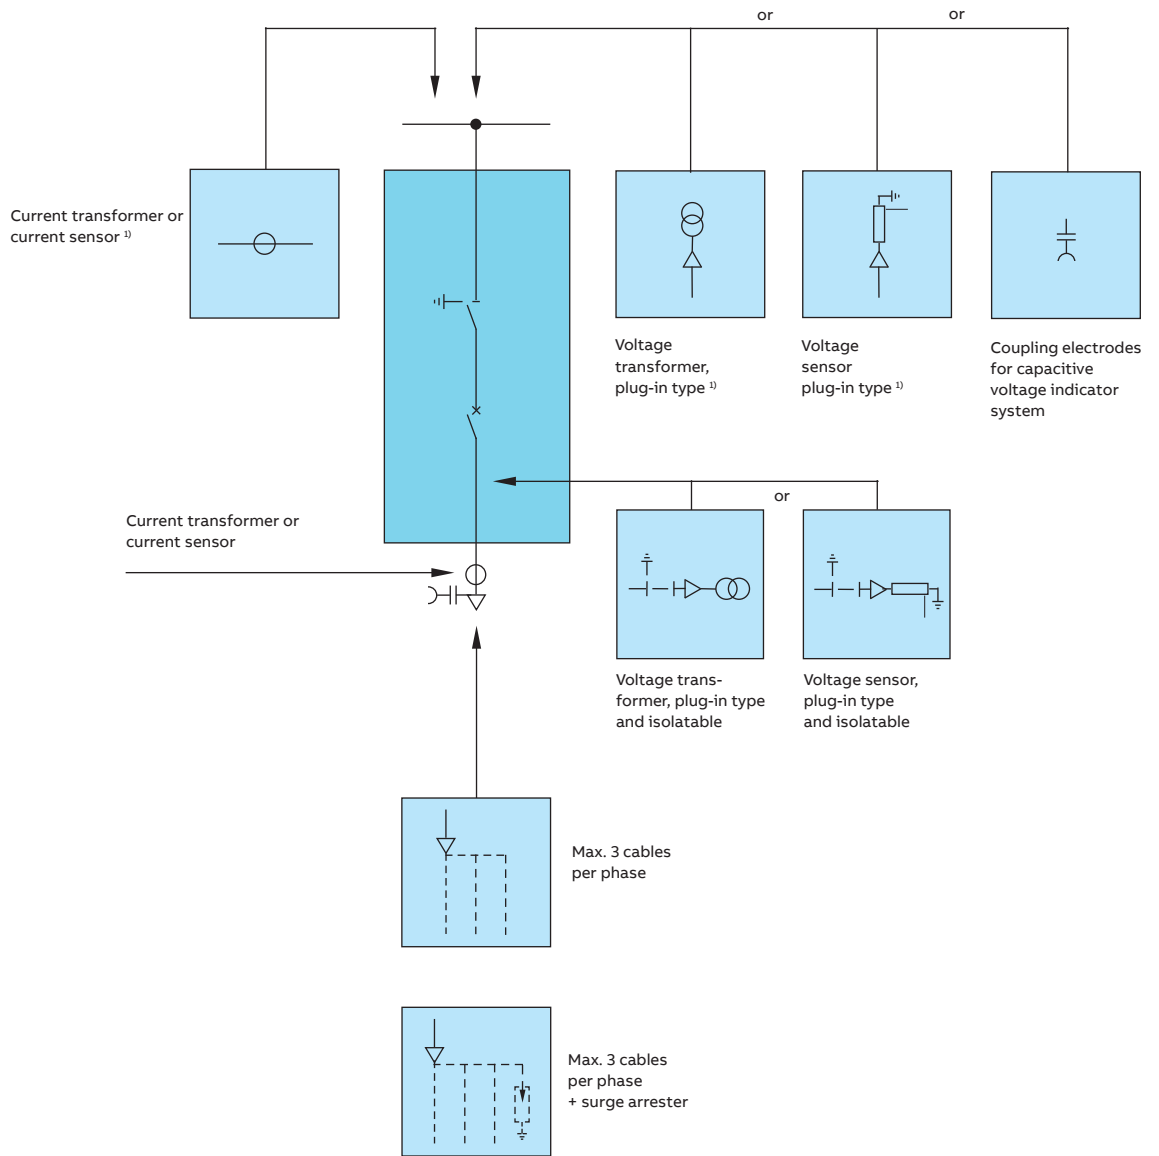 or
or
Current transformer or
current sensor 1)
Voltage
transformer,
plug-in type 1)
Voltage
sensor
plug-in type 1)
Coupling electrodes
for capacitive
voltage indicator
system
or
Current transformer or
current sensor
Voltage trans-
former, plug-in type
and isolatable
Voltage sensor,
plug-in type
and isolatable
Max. 3 cables
per phase
Max. 3 cables
per phase
+ surge arrester